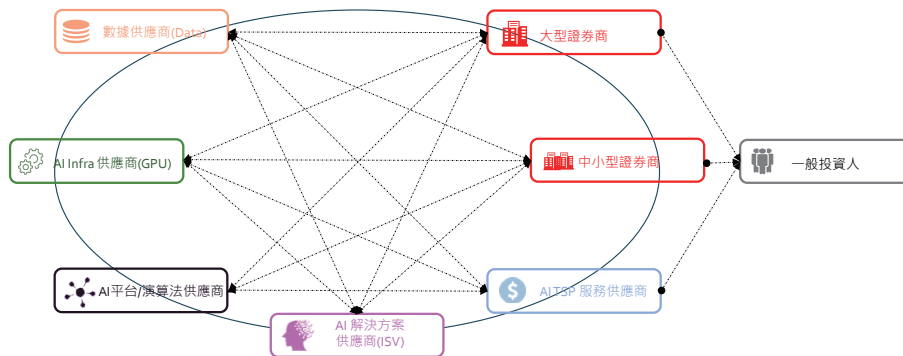 數據供應商(Data)
大型證券商
AI Infra 供應商(GPU)
中小型證券商
一般投資人
AI平台/演算法供應商
AI TSP 服務供應商
AI 解決方案
供應商(ISV)